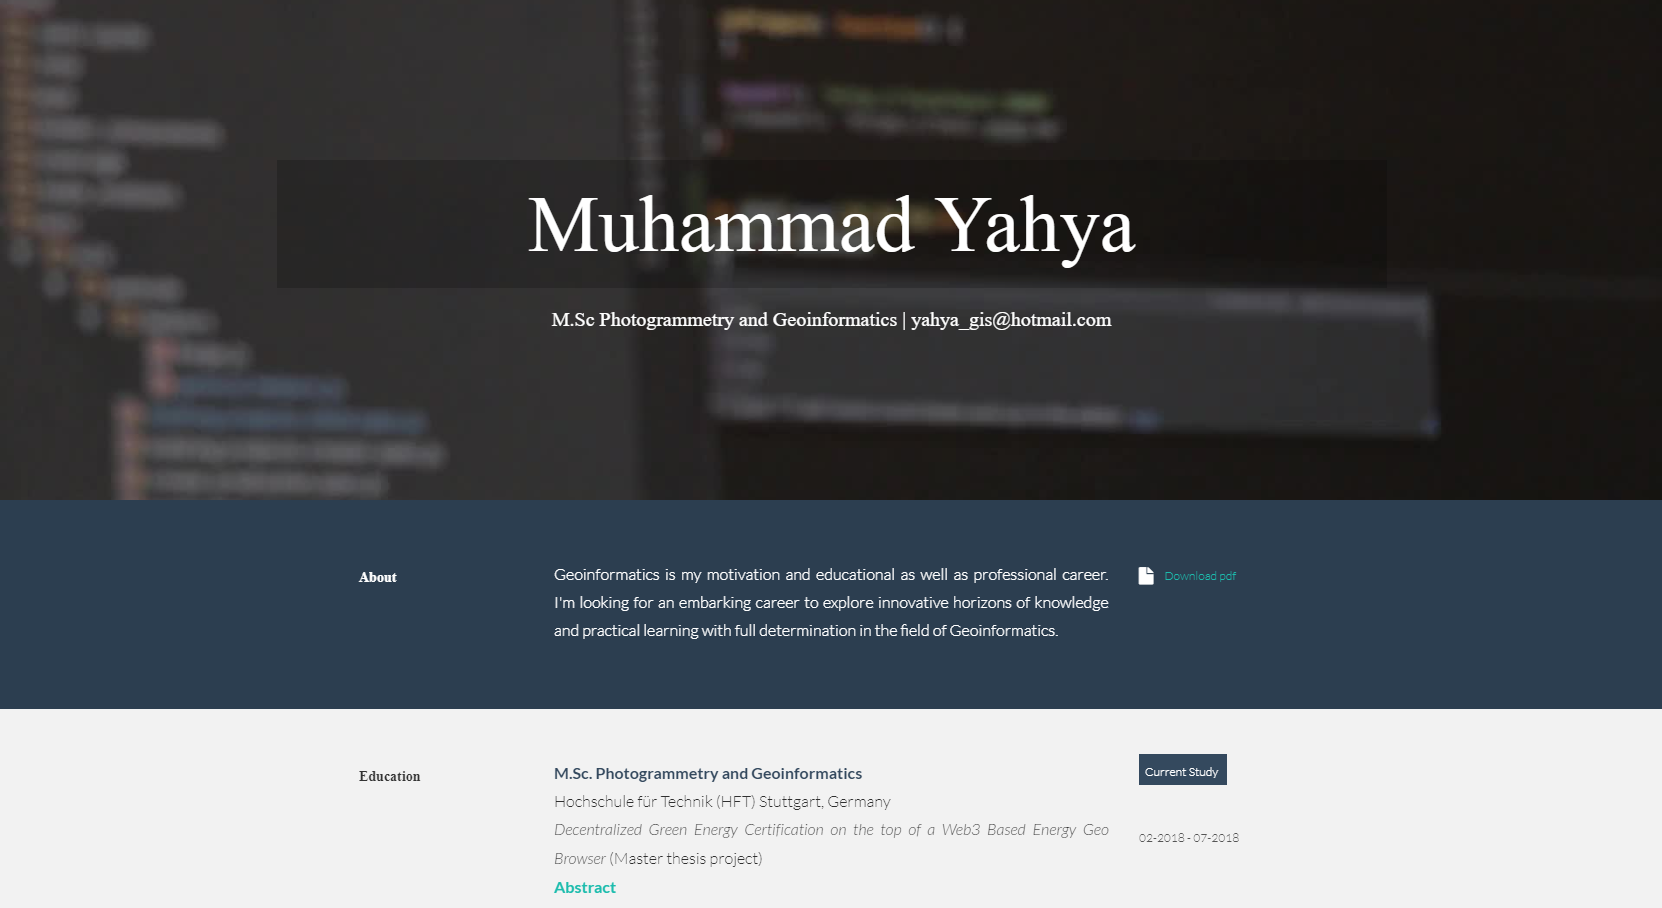 Muhammad Yahya
M.Sc Photogrammetry and Geoinformatics | yahya_gis@hotmail.com
About
Geoinformatics is my motivation and educational as well as professional career.
I'm looking for an embarking career to explore innovative horizons of knowledge
and practical learning with full determination in the field of Geoinformatics.
Download pdf
Education
M.Sc. Photogrammetry and Geoinformatics
Hochschule für Technik (HFT) Stuttgart, Germany
Decentralized Green Energy Certification on the top of a Web3 Based Energy Geo
Browser (Master thesis project)
Abstract
Current Study
02-2018 - 07-2018